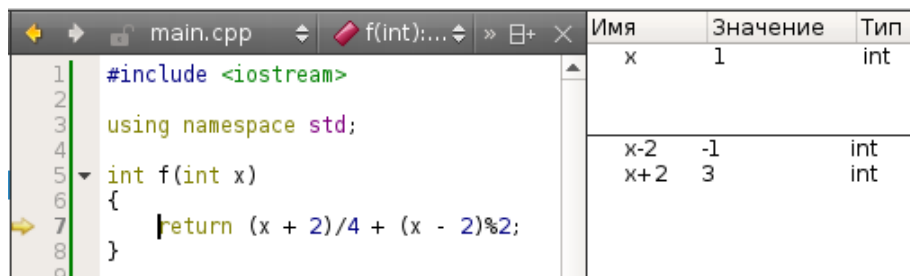 main.cpp f(int):... »
Имя Значение Тип
x 1 int
x-2 -1 int
x+2 3 int
1 #include <iostream>
2
3 using namespace std;
4
5 int f(int x)
6 {
7 return (x + 2)/4 + (x - 2)%2;
8 }
9